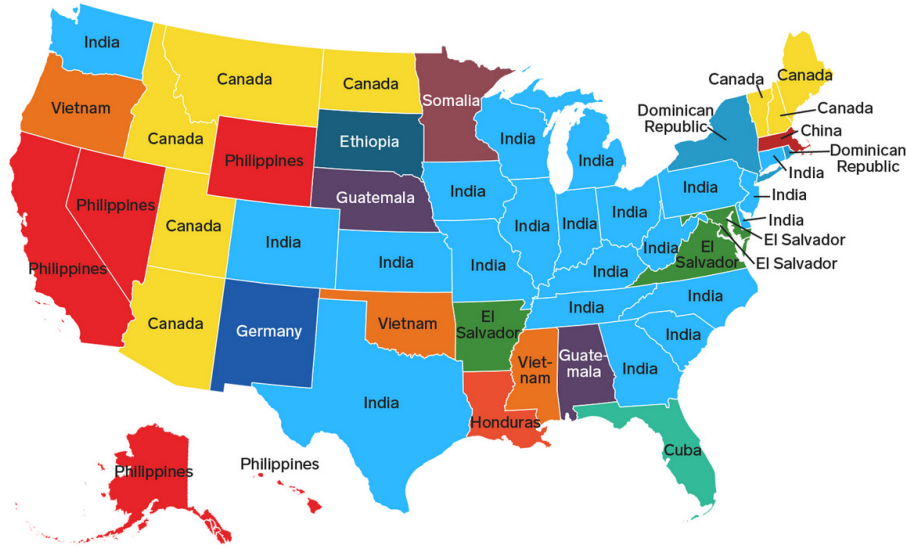 India
Canada
Canada
Canada
Canada
Somalia
Vietnam
Dominican
Republic
Canada
India
Ethiopia
China
Canada
Philippines
India
Dominican
Republic
India
Guatemala
India
India
Philippines
India
Canada
India
India
India
India
El Salvador
India
India
El
Salvador
El Salvador
Philippines
India
India
India
India
India
El
Salvador
Vietnam
Canada
Germany
India
Viet-
nam
Guate-
mala
India
India
Honduras
Cuba
Philippines
Philippines